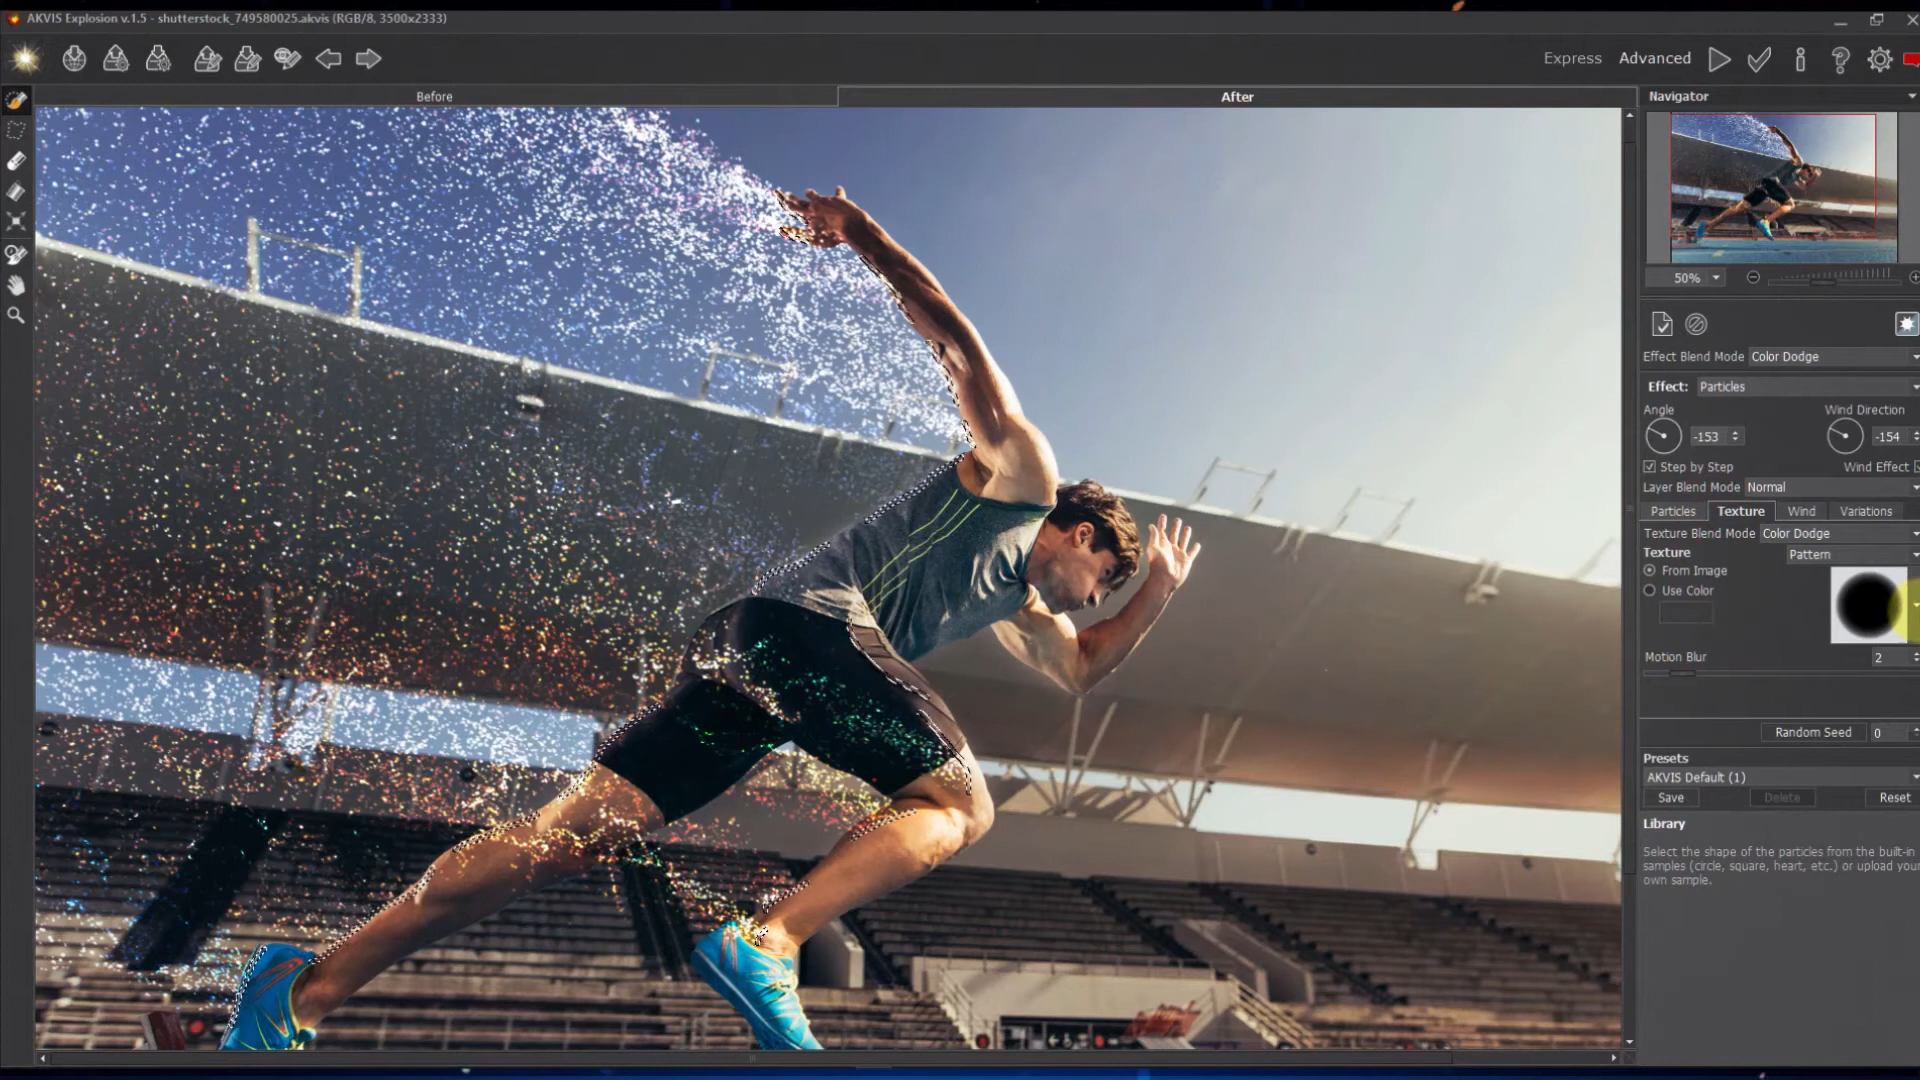 AKVIS Explosion v.1.5 - shutterstock_749580025.akvis (RGB/8, 3500x2333)
Express Advanced
Before
After
Navigator
50%
Effect Blend Mode Color Dodge
Effect: Particles
Angle Wind Direction
-153 -154
Step by Step Wind Effect
Layer Blend Mode Normal
Particles Texture Wind Variations
Texture Blend Mode Color Dodge
Texture Pattern
From Image
Use Color
Motion Blur 2
Random Seed 0
Presets
AKVIS Default (1)
Save Delete Reset
Library
Select the shape of the particles from the built-in
samples (circle, square, heart, etc.) or upload your
own sample.